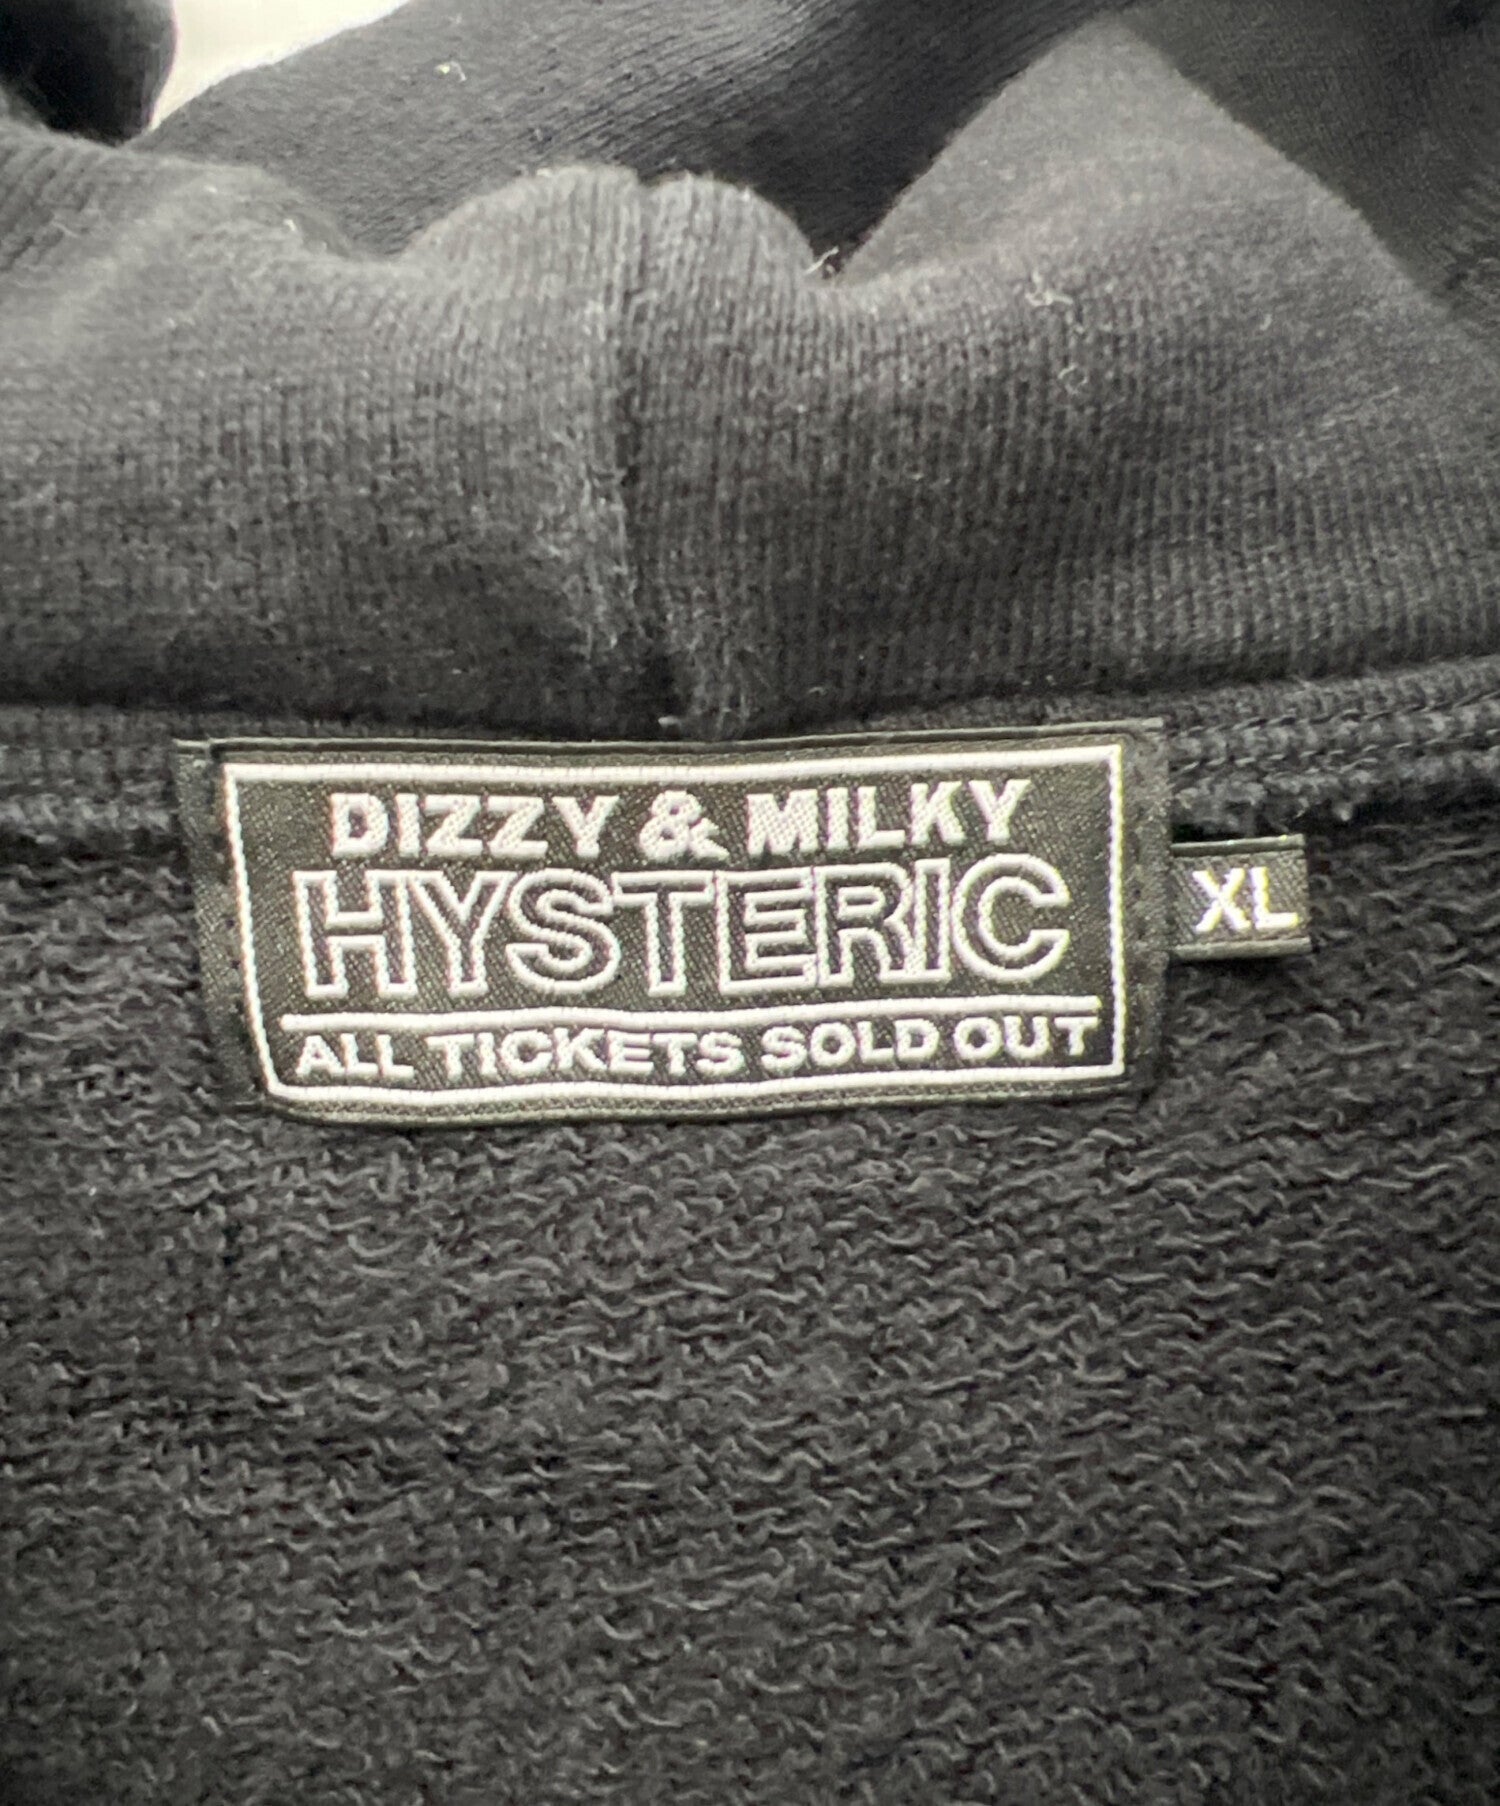 DIZZY & MILKY
HYSTERIC
ALL TICKETS SOLD OUT
XL